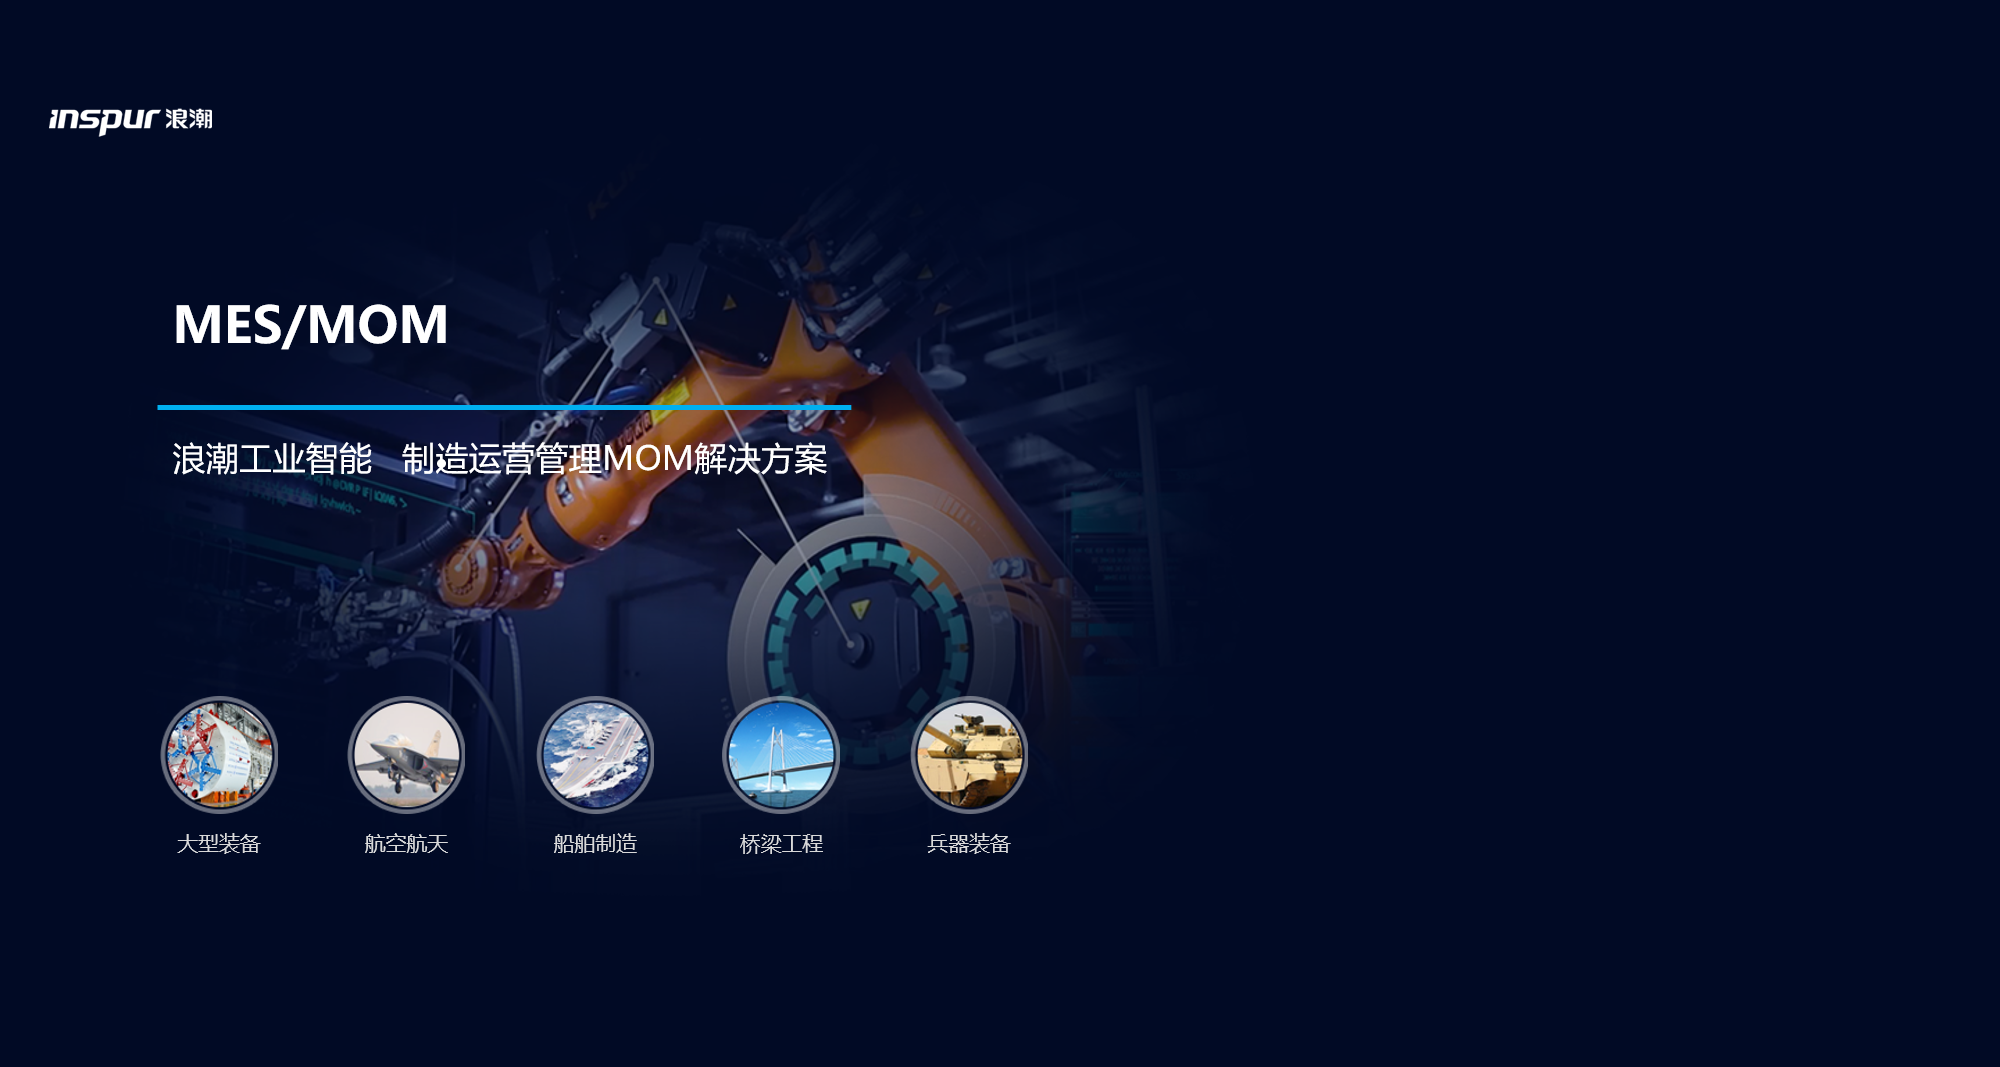 inspur 浪潮
MES/MOM
浪潮工业智能 制造运营管理MOM解决方案
大型装备
航空航天
船舶制造
桥梁工程
兵器装备